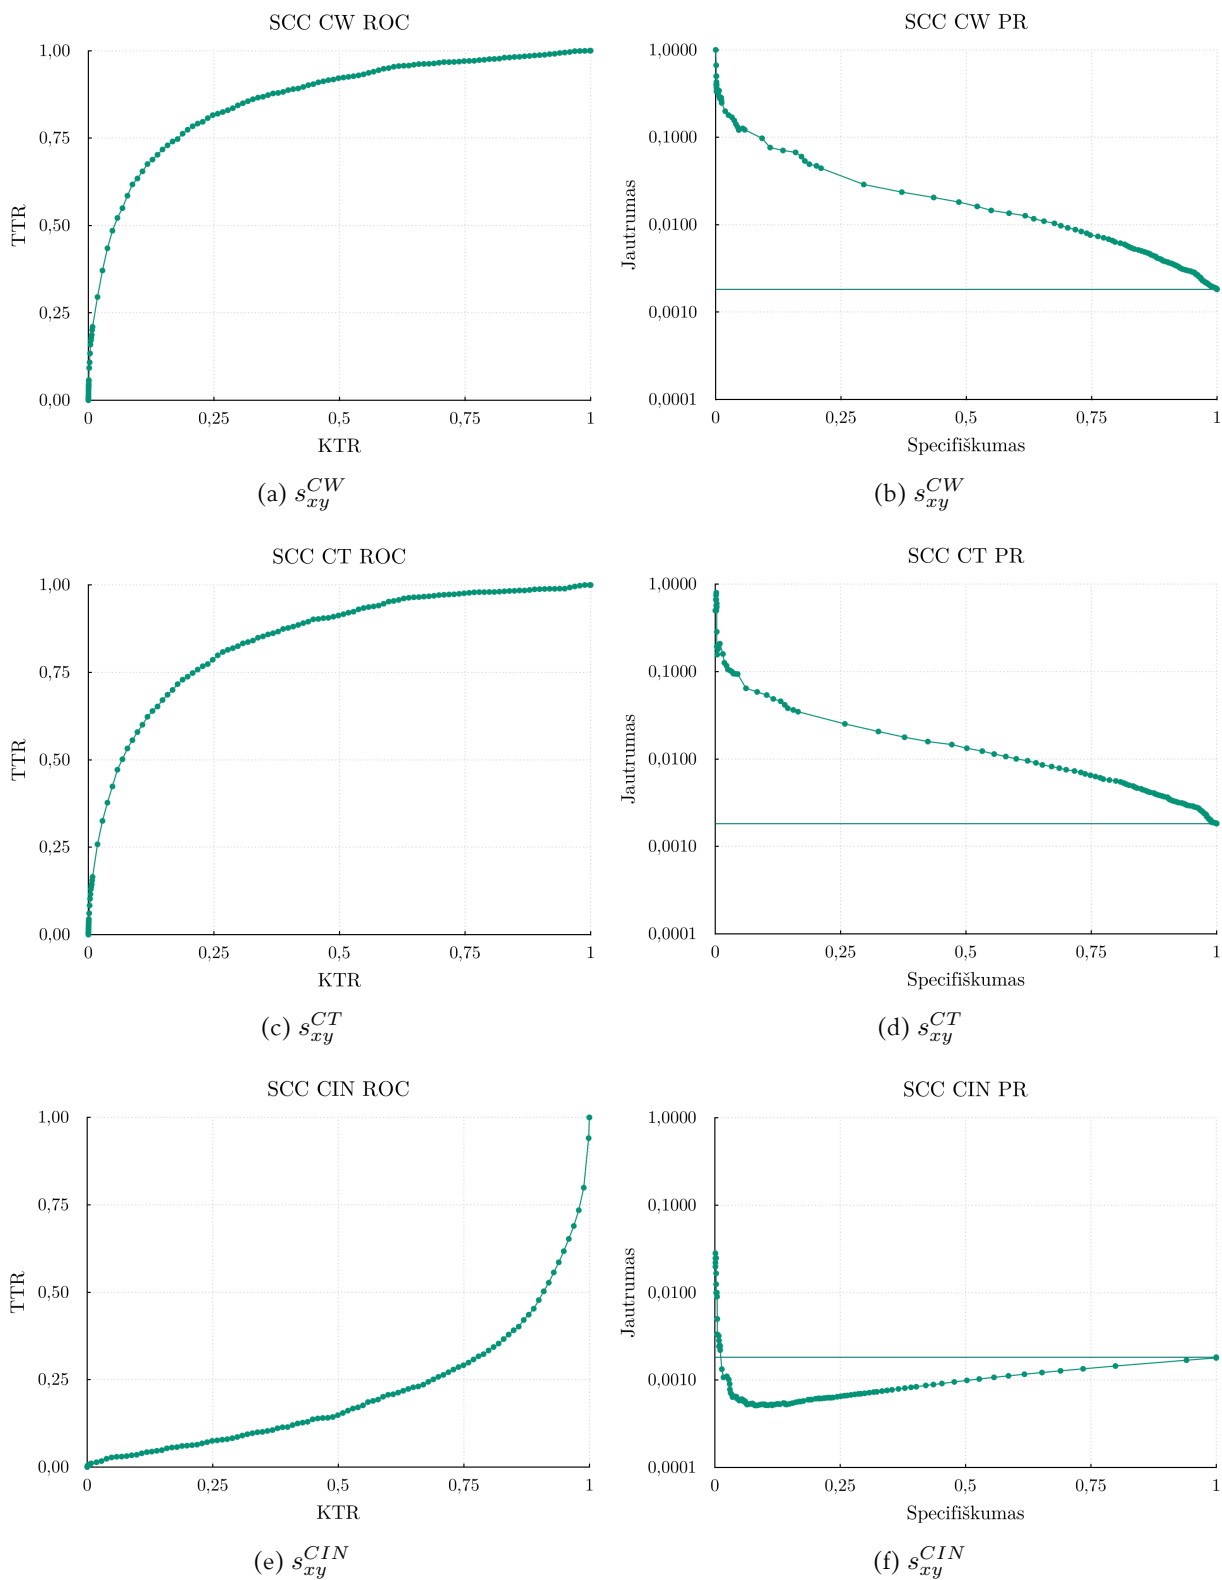 SCC CW ROC
1,00
0,75
0,50
0,25
0,00
TTR
0
0,25
0,5
0,75
1
KTR
(a) s_{xy}^{CW}
SCC CW PR
1,0000
0,1000
0,0100
0,0010
0,0001
Jautrumas
0
0,25
0,5
0,75
1
Specifiškumas
(b) s_{xy}^{CW}
SCC CT ROC
1,00
0,75
0,50
0,25
0,00
TTR
0
0,25
0,5
0,75
1
KTR
(c) s_{xy}^{CT}
SCC CT PR
1,0000
0,1000
0,0100
0,0010
0,0001
Jautrumas
0
0,25
0,5
0,75
1
Specifiškumas
(d) s_{xy}^{CT}
SCC CIN ROC
1,00
0,75
0,50
0,25
0,00
TTR
0
0,25
0,5
0,75
1
KTR
(e) s_{xy}^{CIN}
SCC CIN PR
1,0000
0,1000
0,0100
0,0010
0,0001
Jautrumas
0
0,25
0,5
0,75
1
Specifiškumas
(f) s_{xy}^{CIN}